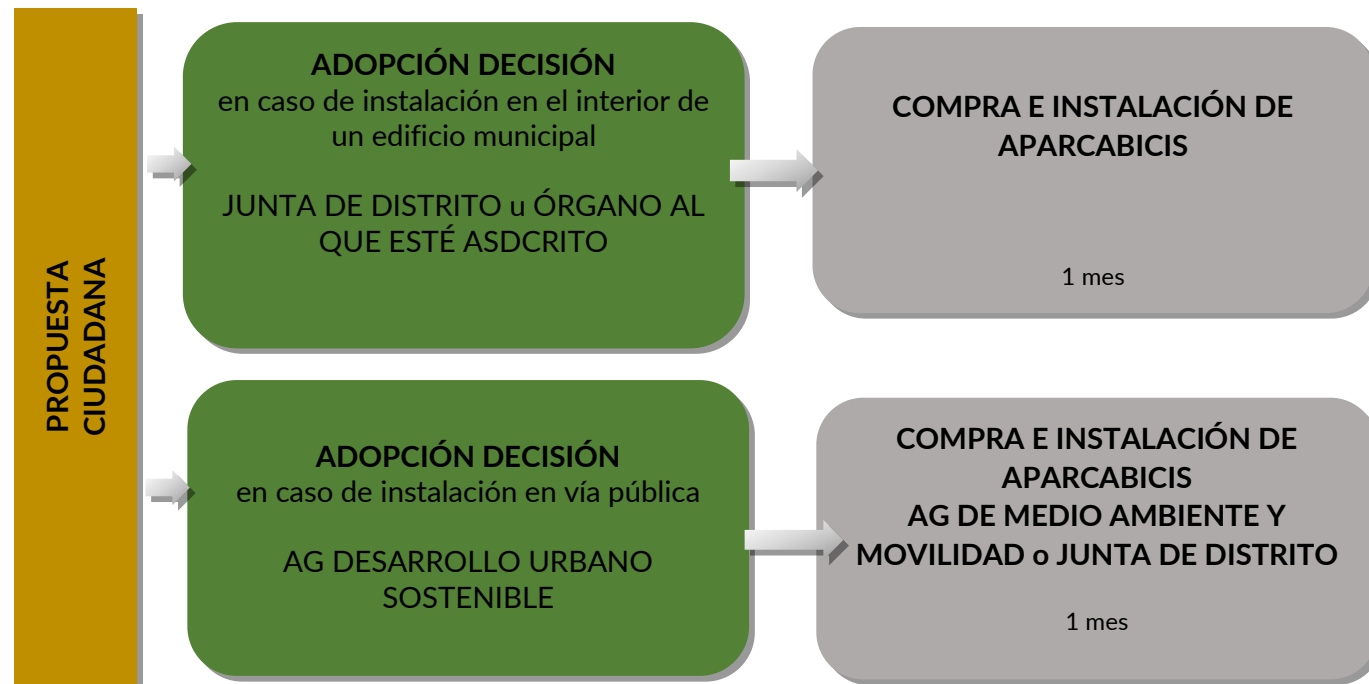 PROPUESTA
CIUDADANA
ADOPCIÓN DECISIÓN
en caso de instalación en el interior de
un edificio municipal
JUNTA DE DISTRITO u ÓRGANO AL
QUE ESTÉ ASDCRITO
COMPRA E INSTALACIÓN DE
APARCABICIS
1 mes
ADOPCIÓN DECISIÓN
en caso de instalación en vía pública
AG DESARROLLO URBANO
SOSTENIBLE
COMPRA E INSTALACIÓN DE
APARCABICIS
AG DE MEDIO AMBIENTE Y
MOVILIDAD o JUNTA DE DISTRITO
1 mes